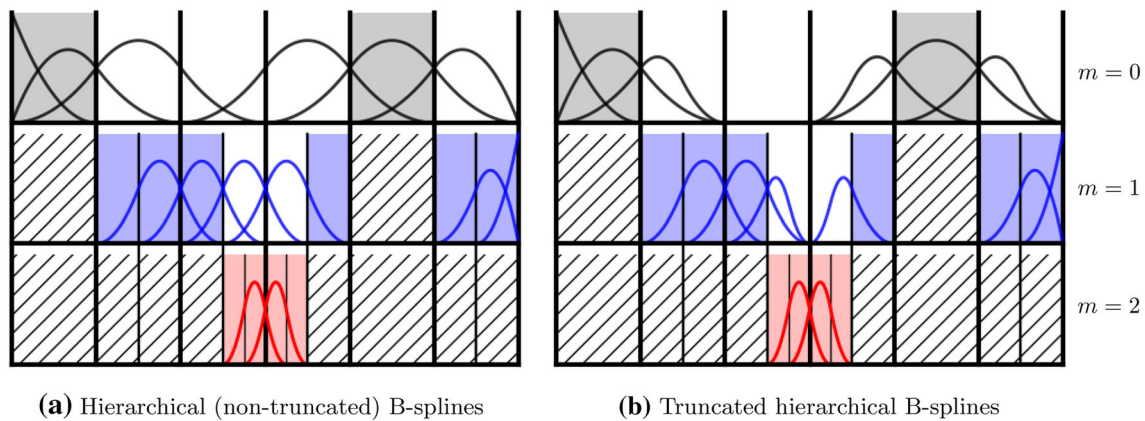 m = 0
m = 1
m = 2
(a) Hierarchical (non-truncated) B-splines
(b) Truncated hierarchical B-splines